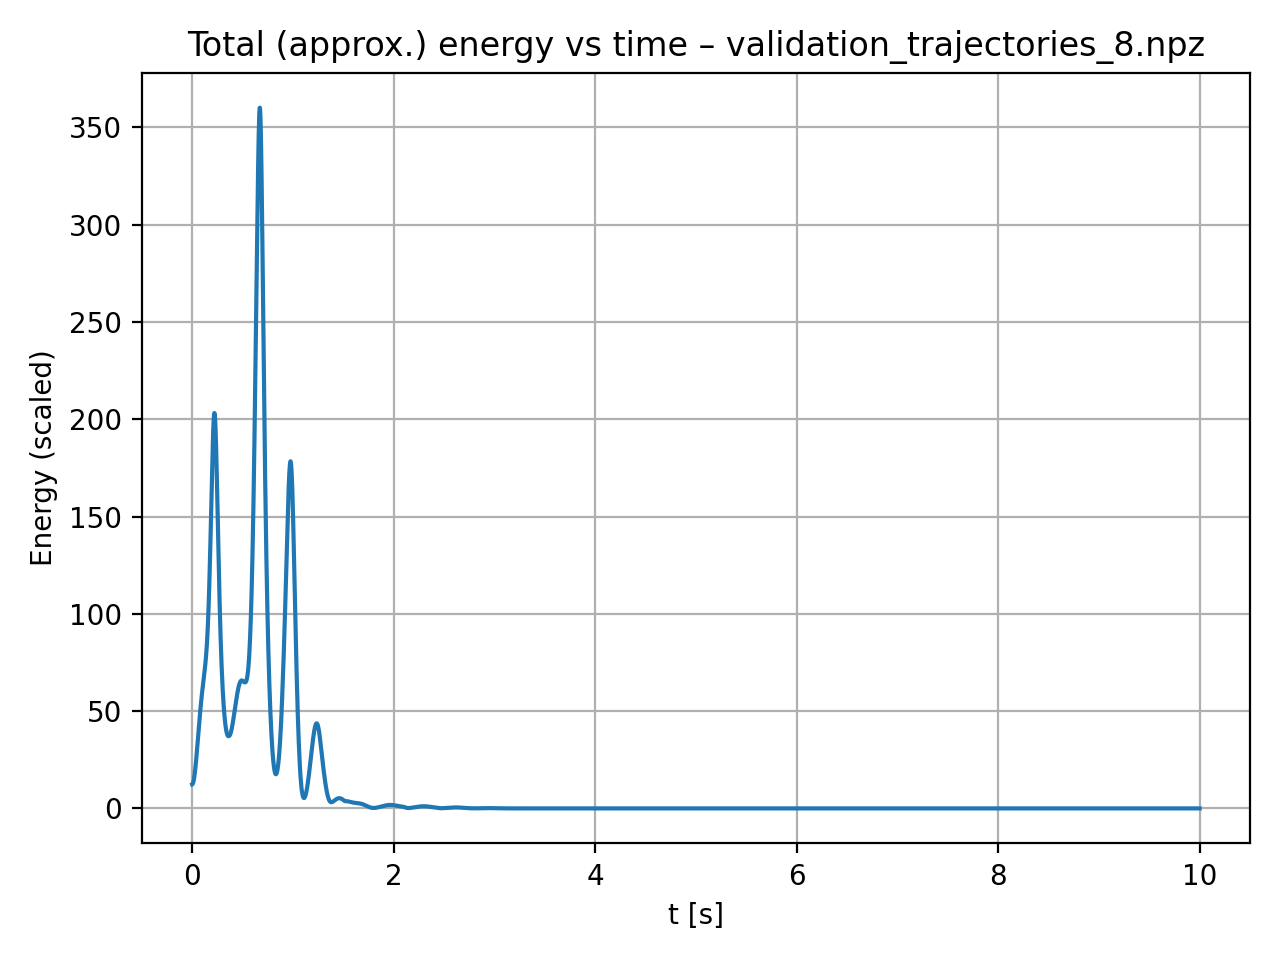 Total (approx.) energy vs time – validation_trajectories_8.npz
350
300
250
200
150
100
50
0
Energy (scaled)
0 2 4 6 8 10
t [s]